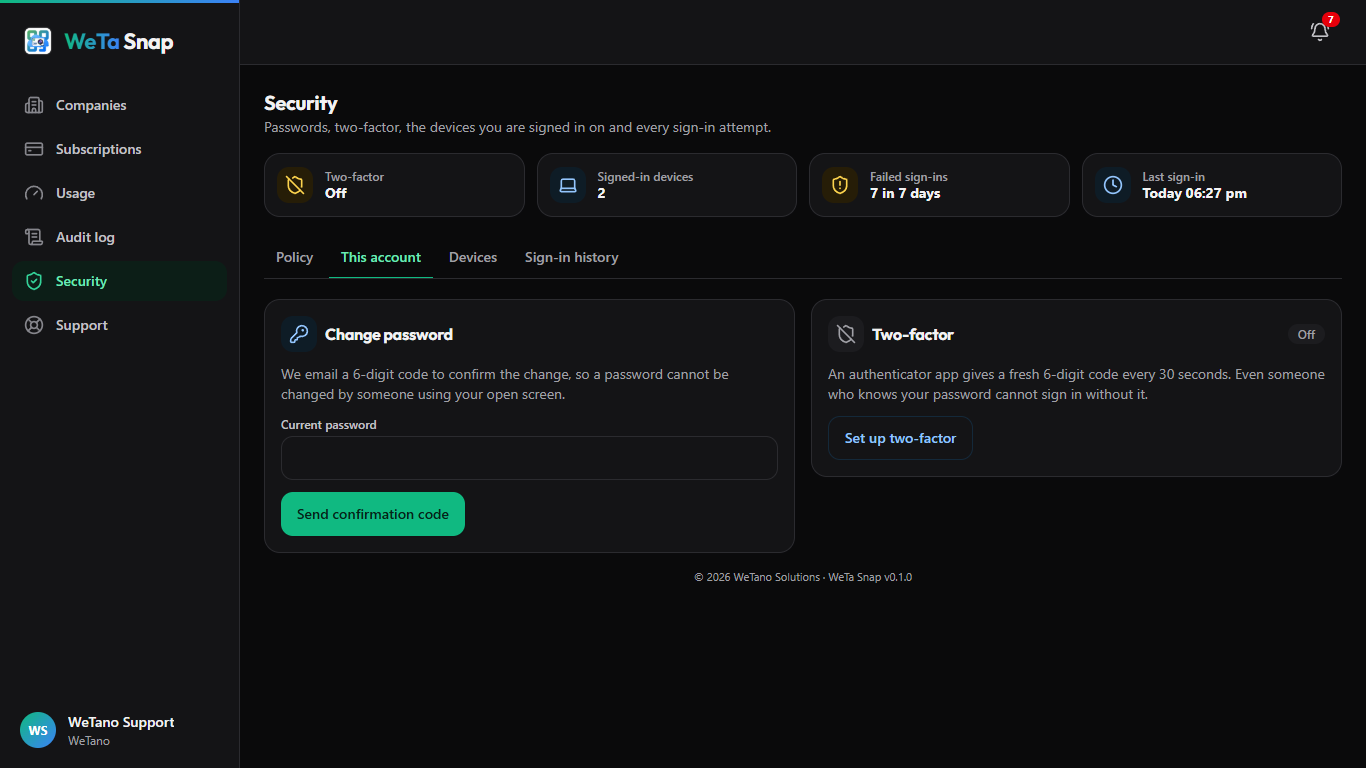 WeTa Snap
7
Companies
Subscriptions
Usage
Audit log
Security
Support
Security
Passwords, two-factor, the devices you are signed in on and every sign-in attempt.
Two-factor
Off
Signed-in devices
2
Failed sign-ins
7 in 7 days
Last sign-in
Today 06:27 pm
Policy
This account
Devices
Sign-in history
Change password
We email a 6-digit code to confirm the change, so a password cannot be
changed by someone using your open screen.
Current password
Send confirmation code
Two-factor
Off
An authenticator app gives a fresh 6-digit code every 30 seconds. Even someone
who knows your password cannot sign in without it.
Set up two-factor
© 2026 WeTano Solutions · WeTa Snap v0.1.0
WS
WeTano Support
WeTano